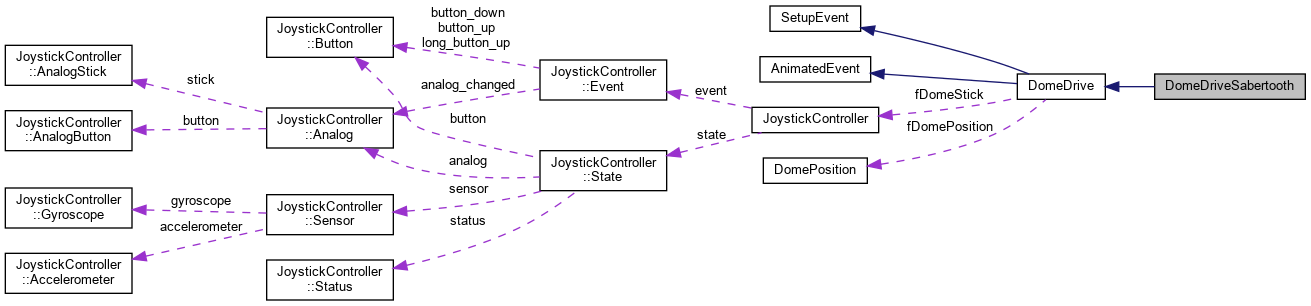 JoystickController
::AnalogStick
JoystickController
::AnalogButton
JoystickController
::Gyroscope
JoystickController
::Accelerometer
stick
button
gyroscope
accelerometer
JoystickController
::Button
JoystickController
::Analog
JoystickController
::Sensor
JoystickController
::Status
button_down
button_up
long_button_up
analog_changed
button
analog
sensor
status
JoystickController
::Event
JoystickController
::State
event
state
SetupEvent
AnimatedEvent
JoystickController
DomePosition
fDomeStick
fDomePosition
DomeDrive
DomeDriveSabertooth